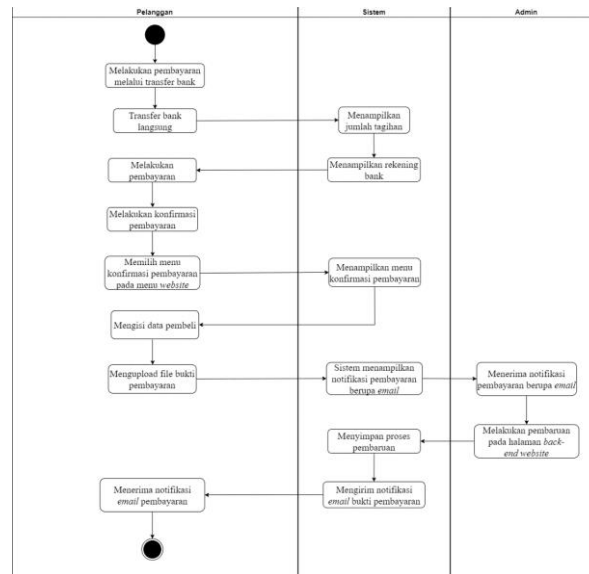 Pelanggan
Sistem
Admin
Melakukan pembayaran
melalui transfer bank
Transfer bank
langsung
Menampilkan
jumlah tagihan
Menampilkan rekening
bank
Melakukan
pembayaran
Melakukan konfirmasi
pembayaran
Memilih menu
konfirmasi pembayaran
pada menu website
Menampilkan menu
konfirmasi pembayaran
Mengisi data pembeli
Mengupload file bukti
pembayaran
Sistem menampilkan
notifikasi pembayaran
berupa email
Menerima notifikasi
pembayaran berupa email
Melakukan pembaruan
pada halaman back-
end website
Menyimpan proses
pembaruan
Mengirim notifikasi
email bukti pembayaran
Menerima notifikasi
email pembayaran